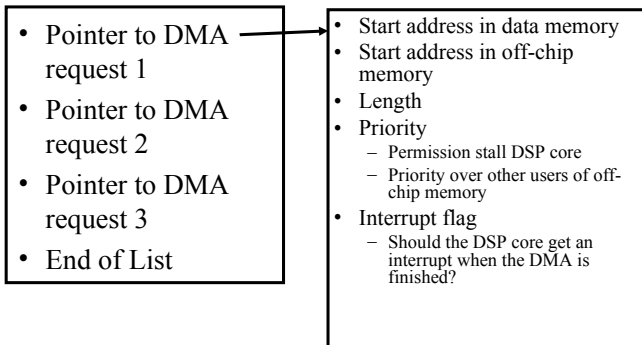 • Pointer to DMA
request 1
• Pointer to DMA
request 2
• Pointer to DMA
request 3
• End of List
• Start address in data memory
• Start address in off-chip
memory
• Length
• Priority
– Permission stall DSP core
– Priority over other users of off-
chip memory
• Interrupt flag
– Should the DSP core get an
interrupt when the DMA is
finished?